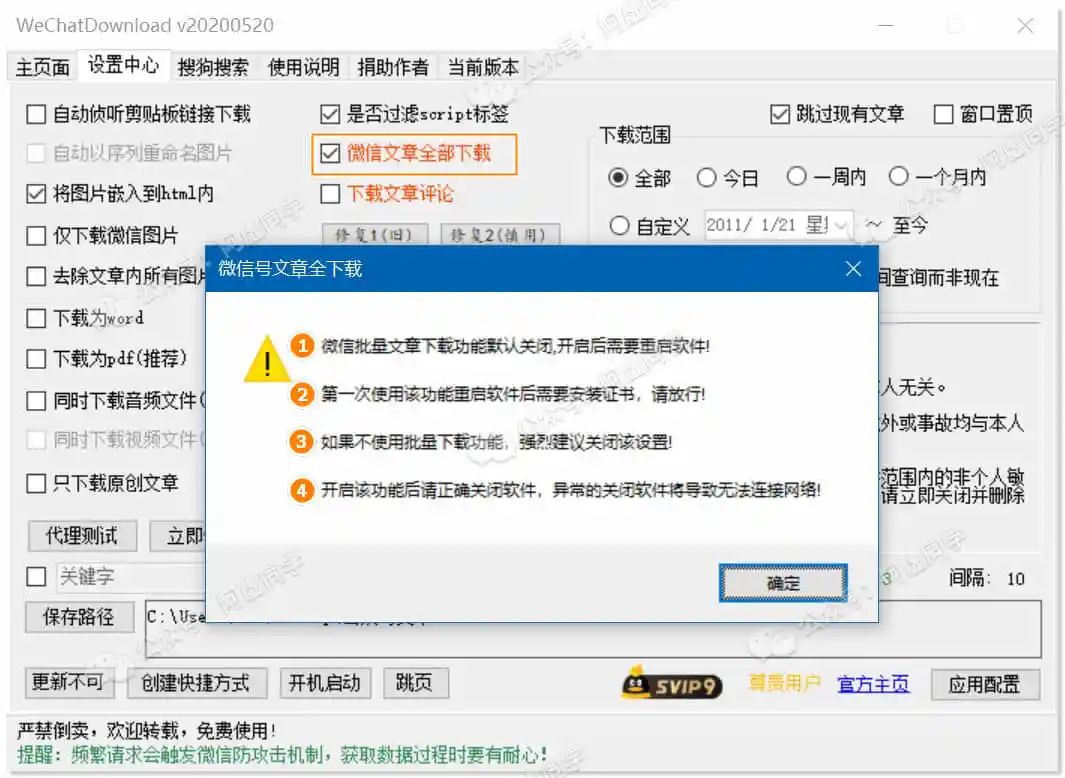 WeChatDownload v20200520
主页面 设置中心 搜狗搜索 使用说明 捐助作者 当前版本
自动侦听剪贴板链接下载 是否过滤script标签 跳过现有文章 窗口置顶
下载范围
自动以序列重命名图片 微信文章全部下载
全部 今日 一周内 一个月内
将图片嵌入到html内 下载文章评论
自定义 2011/ 1/21 星 ~ 至今
仅下载微信图片 修复1(旧) 修复2(慎用)
微信号文章全下载
去除文章内所有图 查询而非现在
下载为word
1 微信批量文章下载功能默认关闭,开启后需要重启软件!
下载为pdf(推荐)
人无关。
2 第一次使用该功能重启软件后需要安装证书，请放行!
同时下载音频文件(
外或事故均与本人
同时下载视频文件(
3 如果不使用批量下载功能，强烈建议关闭该设置!
范围内的非个人敏
只下载原创文章
4 开启该功能后请正确关闭软件，异常的关闭软件将导致无法连接网络!
请立即关闭并删除
代理测试 立即
关键字 确定 3 间隔: 10
保存路径 C:\Use
更新不可 创建快捷方式 开机启动 跳页 SVIP9 尊贵用户 官方主页 应用配置
严禁倒卖，欢迎转载，免费使用!
提醒: 频繁请求会触发微信防攻击机制，获取数据过程时要有耐心!